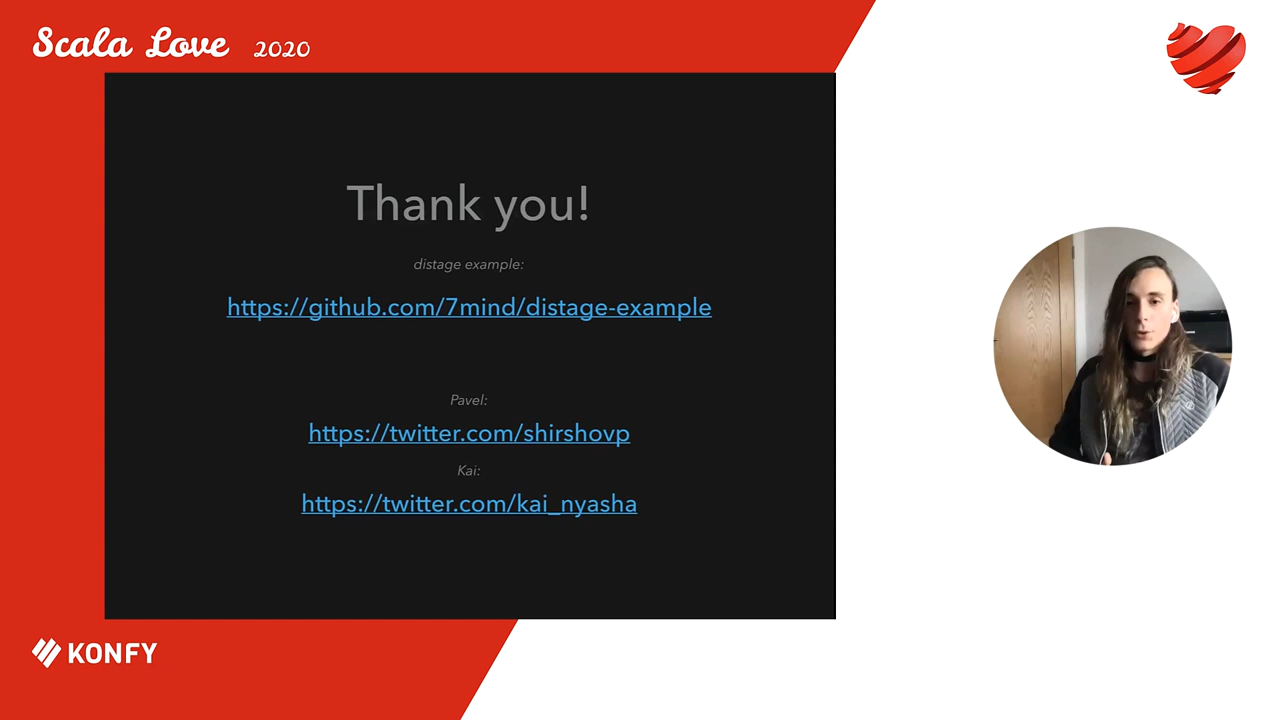 Scala Love 2020
Thank you!
distage example:
https://github.com/7mind/distage-example
Pavel:
https://twitter.com/shirshovp
Kai:
https://twitter.com/kai_nyasha
KONFY